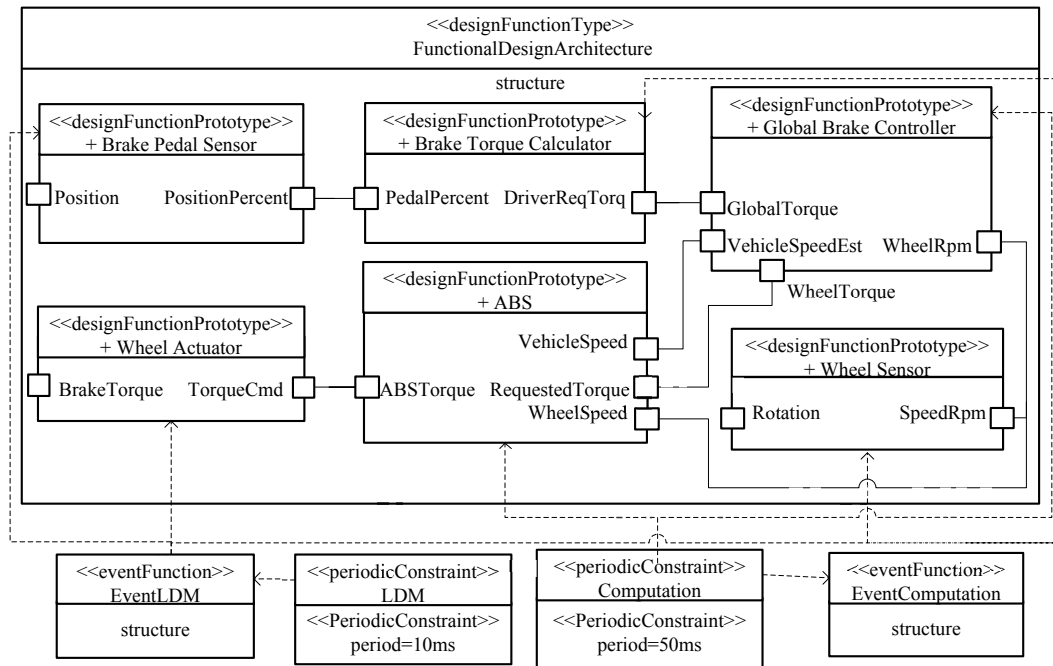 <<designFunctionType>>
FunctionalDesignArchitecture
structure
<<designFunctionPrototype>>
+ Brake Pedal Sensor
Position
PositionPercent
<<designFunctionPrototype>>
+ Brake Torque Calculator
PedalPercent
DriverReqTorq
<<designFunctionPrototype>>
+ Global Brake Controller
GlobalTorque
VehicleSpeedEst
WheelRpm
WheelTorque
<<designFunctionPrototype>>
+ Wheel Actuator
BrakeTorque
TorqueCmd
<<designFunctionPrototype>>
+ ABS
VehicleSpeed
ABSTorque
RequestedTorque
WheelSpeed
<<designFunctionPrototype>>
+ Wheel Sensor
Rotation
SpeedRpm
<<eventFunction>>
EventLDM
structure
<<periodicConstraint>>
LDM
<<PeriodicConstraint>>
period=10ms
<<periodicConstraint>>
Computation
<<PeriodicConstraint>>
period=50ms
<<eventFunction>>
EventComputation
structure